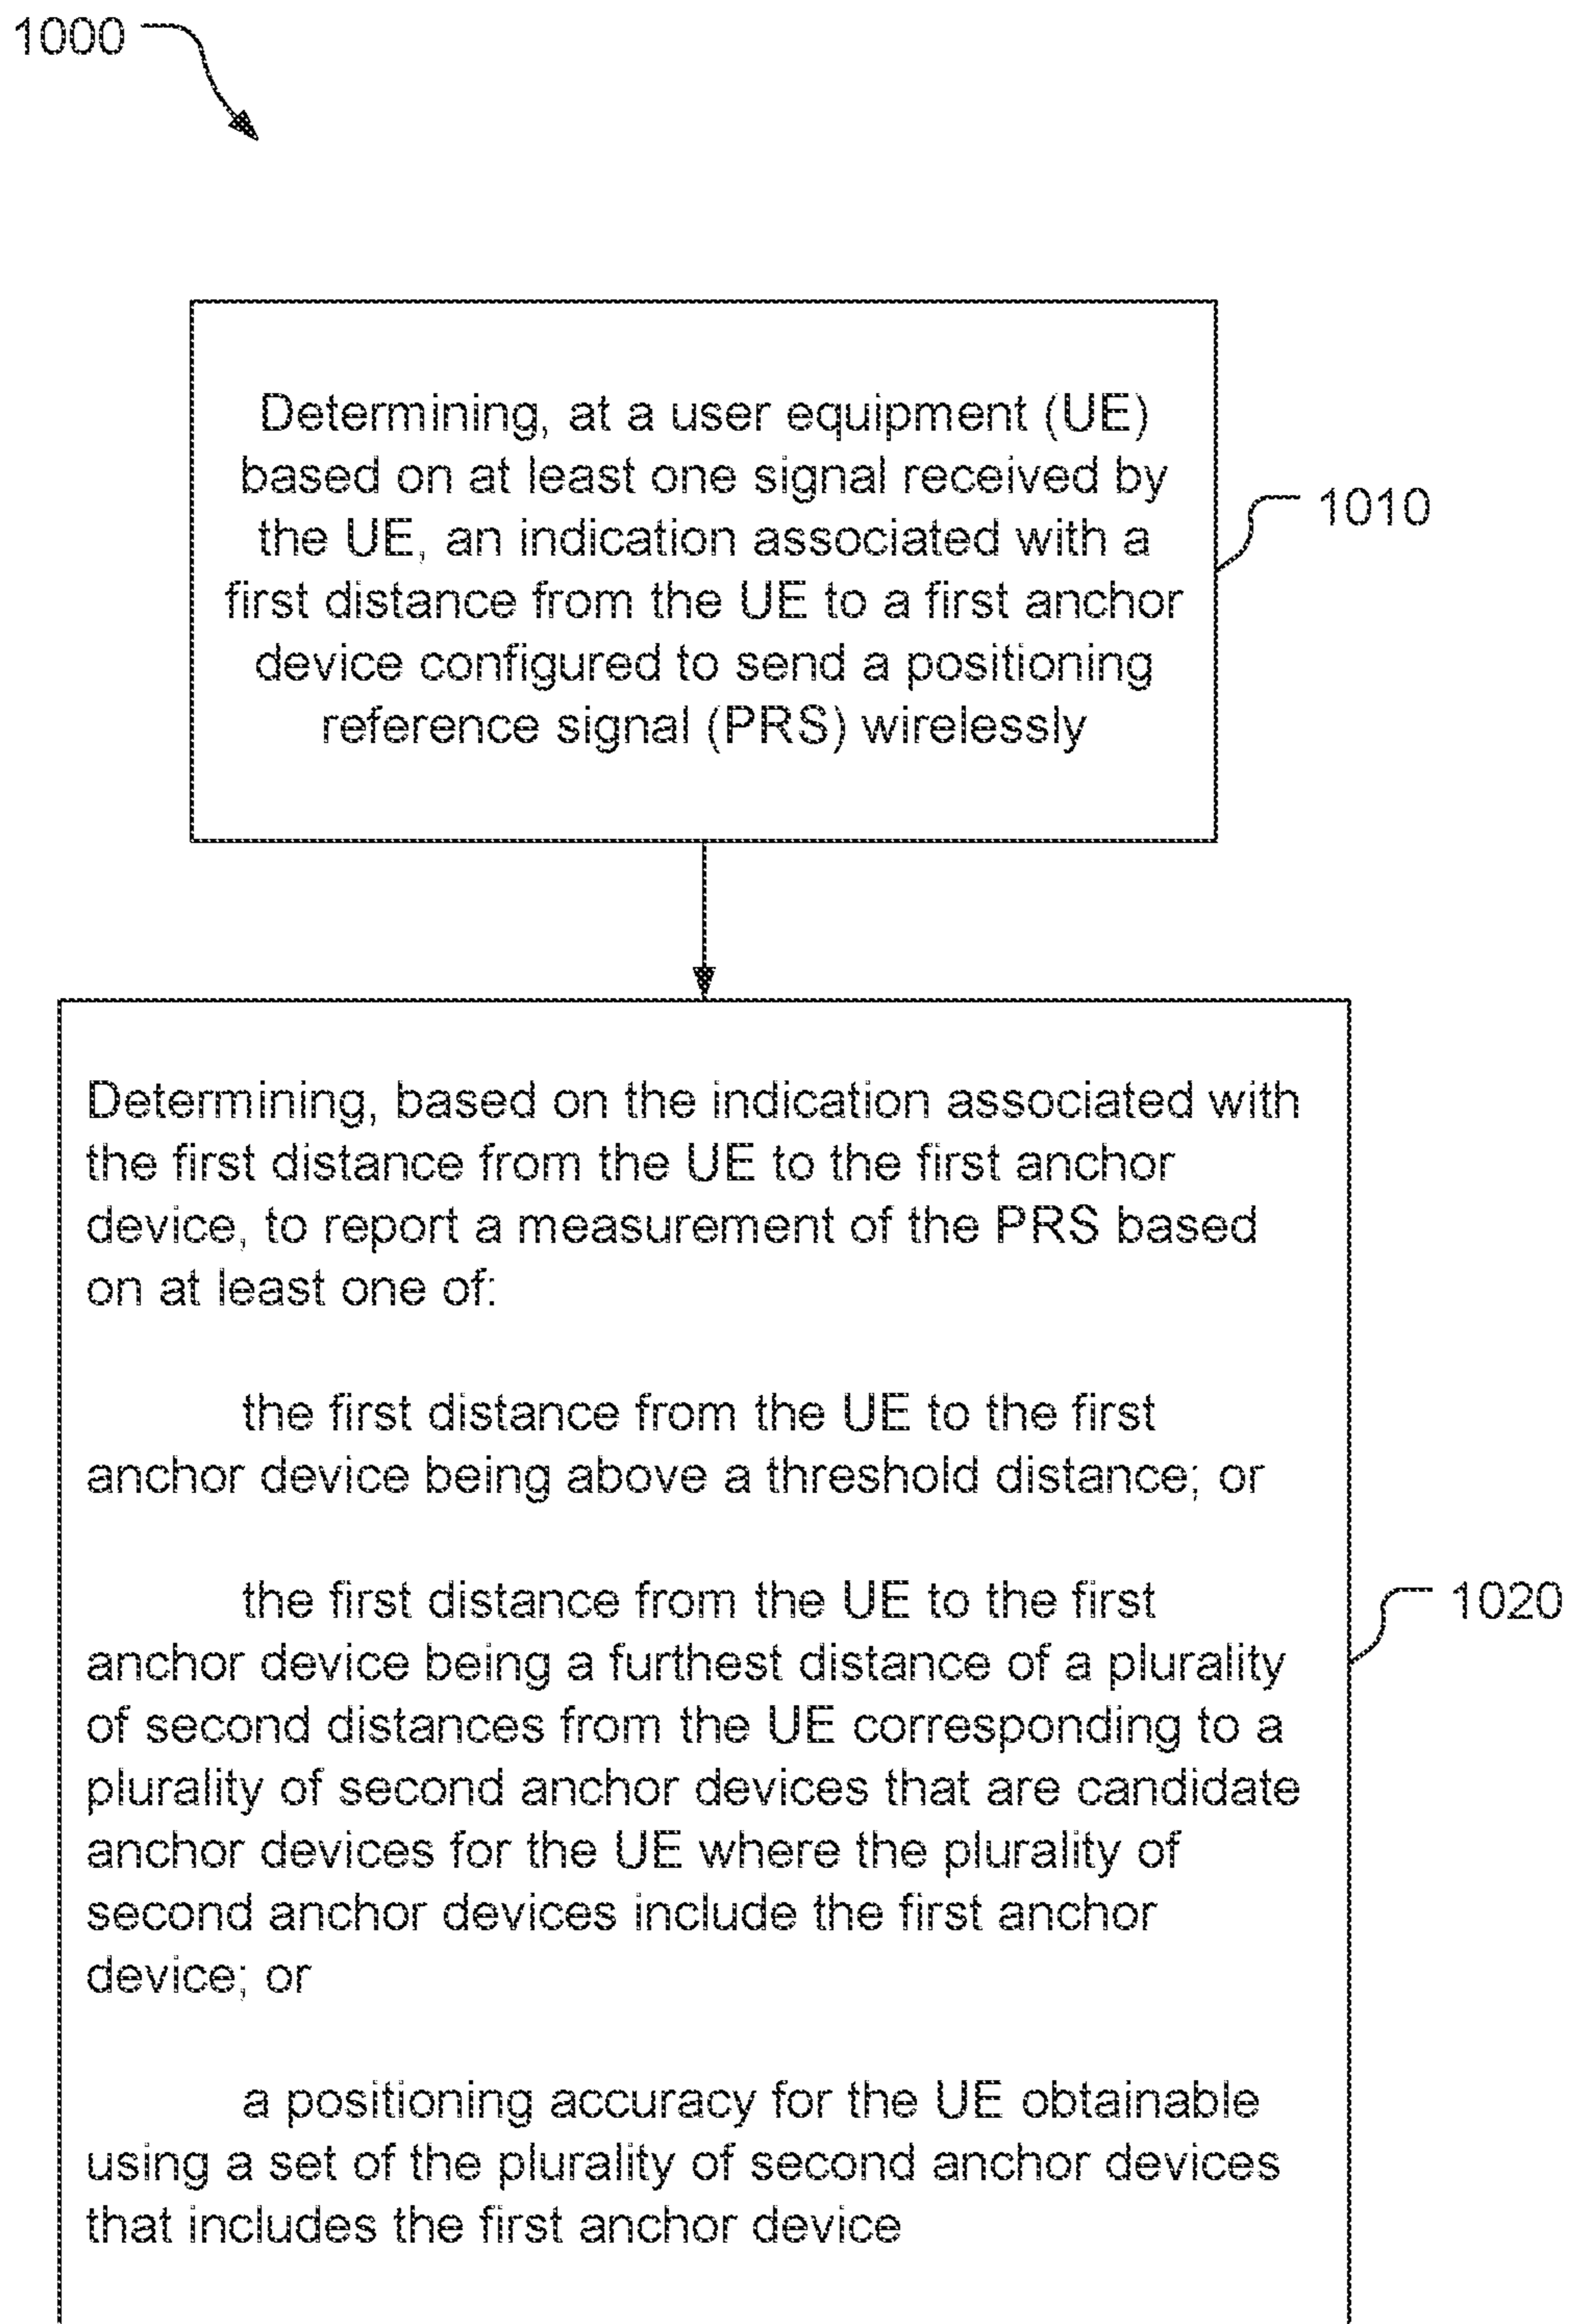 1000
Determining, at a user equipment (UE)
based on at least one signal received by
the UE, an indication associated with a
first distance from the UE to a first anchor
device configured to send a positioning
reference signal (PRS) wirelessly
1010
Determining, based on the indication associated with
the first distance from the UE to the first anchor
device, to report a measurement of the PRS based
on at least one of:
the first distance from the UE to the first
anchor device being above a threshold distance; or
the first distance from the UE to the first
anchor device being a furthest distance of a plurality
of second distances from the UE corresponding to a
plurality of second anchor devices that are candidate
anchor devices for the UE where the plurality of
second anchor devices include the first anchor
device; or
a positioning accuracy for the UE obtainable
using a set of the plurality of second anchor devices
that includes the first anchor device
1020